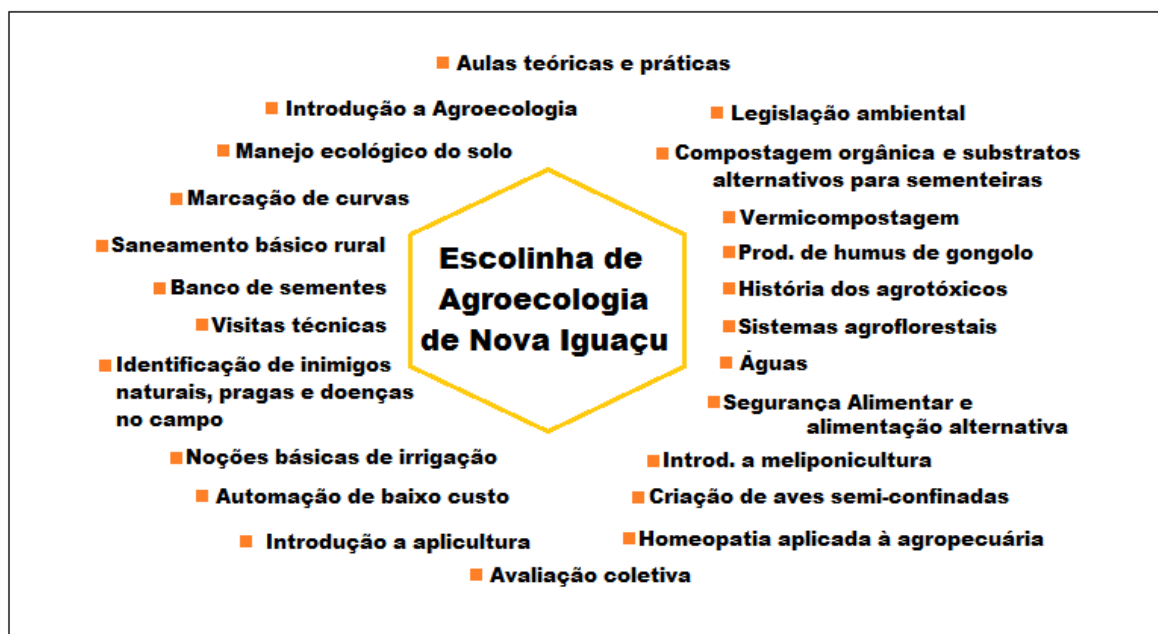 Aulas teóricas e práticas
Introdução a Agroecologia
Manejo ecológico do solo
Marcação de curvas
Saneamento básico rural
Banco de sementes
Visitas técnicas
Identificação de inimigos
naturais, pragas e doenças
no campo
Noções básicas de irrigação
Automação de baixo custo
Introdução a aplicultura
Avaliação coletiva
Escolinha de
Agroecologia
de Nova Iguaçu
Legislação ambiental
Compostagem orgânica e substratos
alternativos para sementeiras
Vermicompostagem
Prod. de humus de gongolo
História dos agrotóxicos
Sistemas agroflorestais
Águas
Segurança Alimentar e
alimentação alternativa
Introd. a meliponicultura
Criação de aves semi-confinadas
Homeopatia aplicada à agropecuária